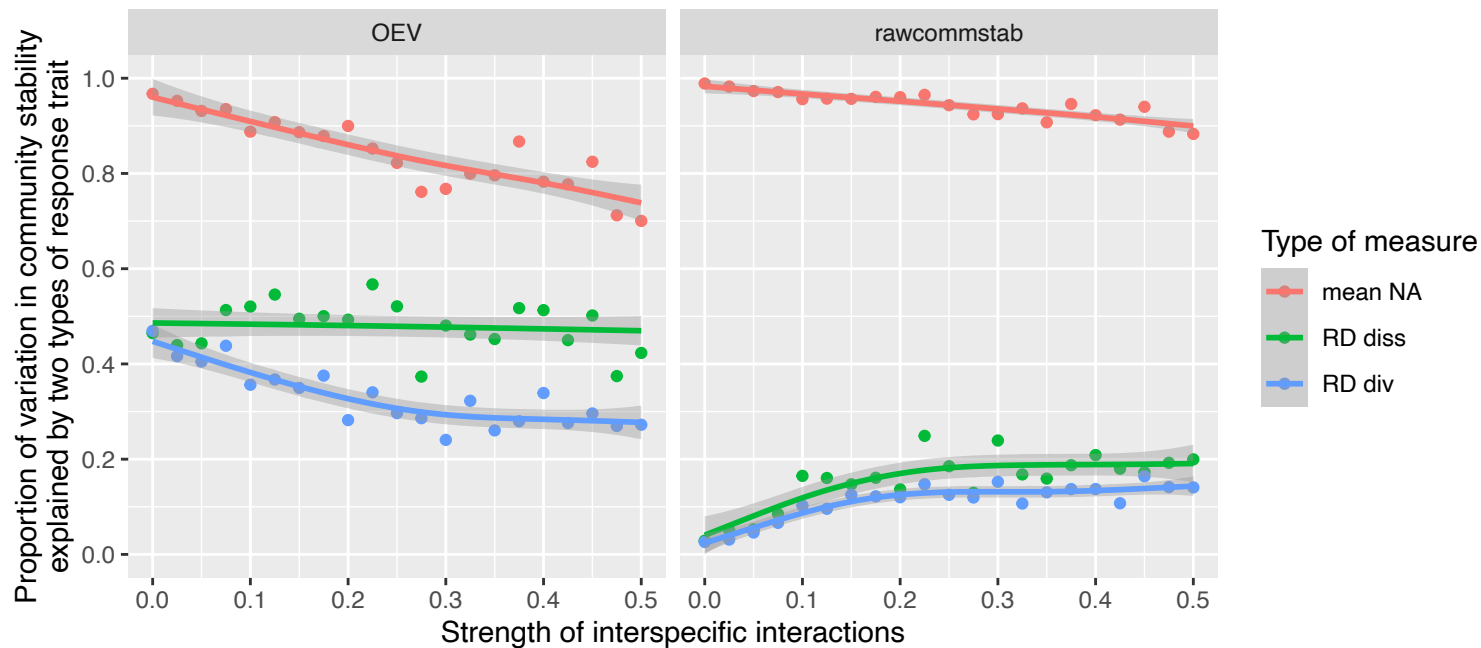 OEV
rawcommstab
Proportion of variation in community stability
explained by two types of response trait
1.0
0.8
0.6
0.4
0.2
0.0
0.0 0.1 0.2 0.3 0.4 0.5
0.0 0.1 0.2 0.3 0.4 0.5
Strength of interspecific interactions
Type of measure
mean NA
RD diss
RD div